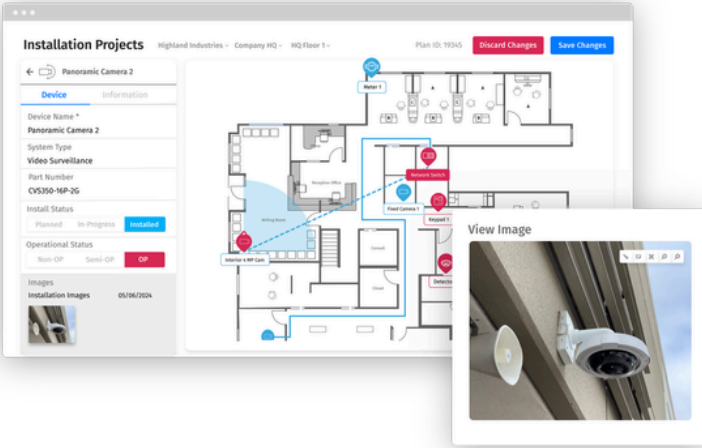 Installation Projects
Highland Industries
Company HQ
HQ Floor 1
Plan ID: 19345
Discard Changes
Save Changes
Panoramic Camera 2
Device
Information
Device Name *
Panoramic Camera 2
System Type
Video Surveillance
Part Number
CVS350-16P-2G
Install Status
Planned
In-Progress
Installed
Operational Status
Non-OP
Semi-OP
OP
Images
Installation Images
05/06/2024
Meter 1
Network Switch
Reception Office
Fixed Camera 1
Keypad 1
Waiting Room
Interior 4 MP Cam
Consult
Closet
Detecto
View Image